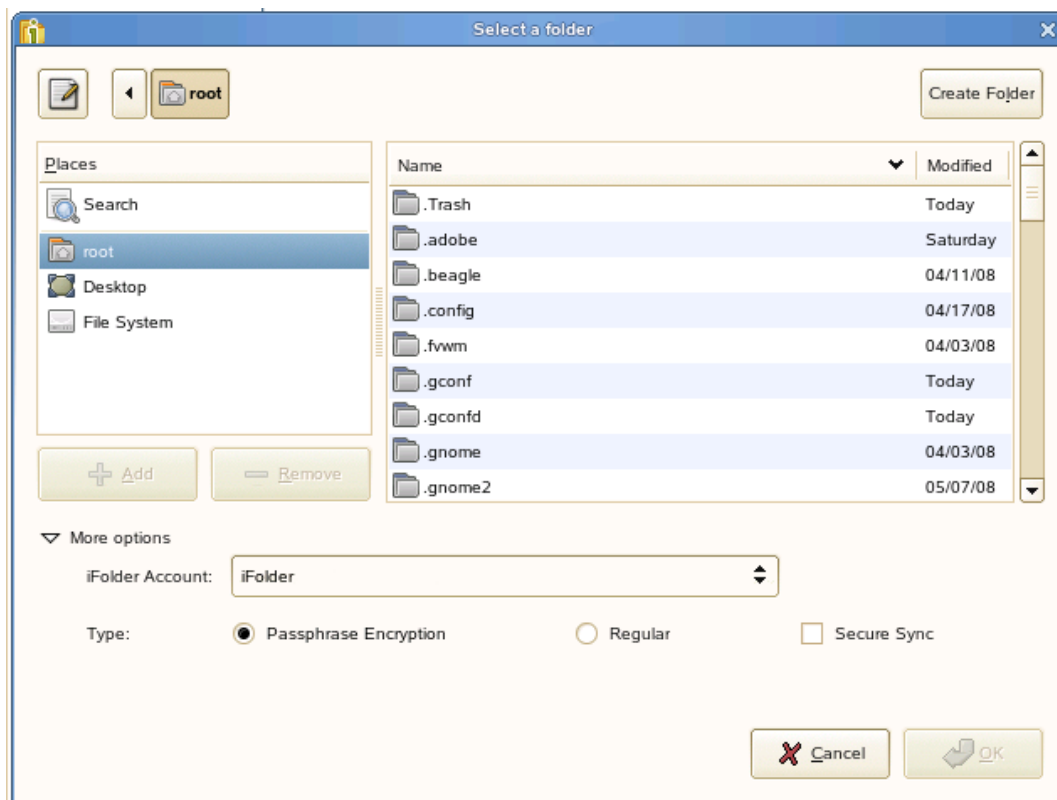 Select a folder
root
Create Folder
Places
Search
root
Desktop
File System
Add
Remove
Name Modified
.Trash Today
.adobe Saturday
.beagle 04/11/08
.config 04/17/08
.fvwm 04/03/08
.gconf Today
.gconfd Today
.gnome 04/03/08
.gnome2 05/07/08
More options
iFolder Account: iFolder
Type: Passphrase Encryption Regular Secure Sync
Cancel OK